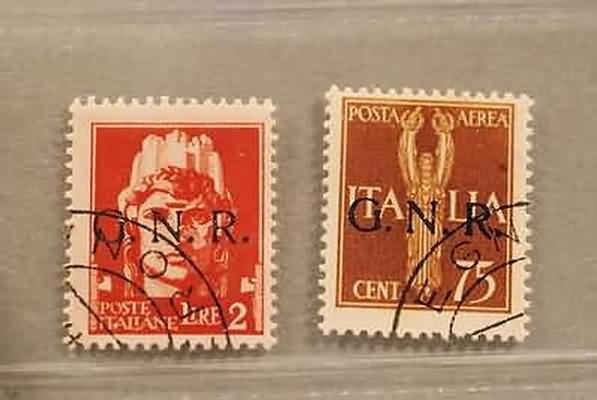 G. N. R.
POSTE
ITALIANE
LIRE 2
POSTA AEREA
ITALIA
G. N. R.
CENT 75